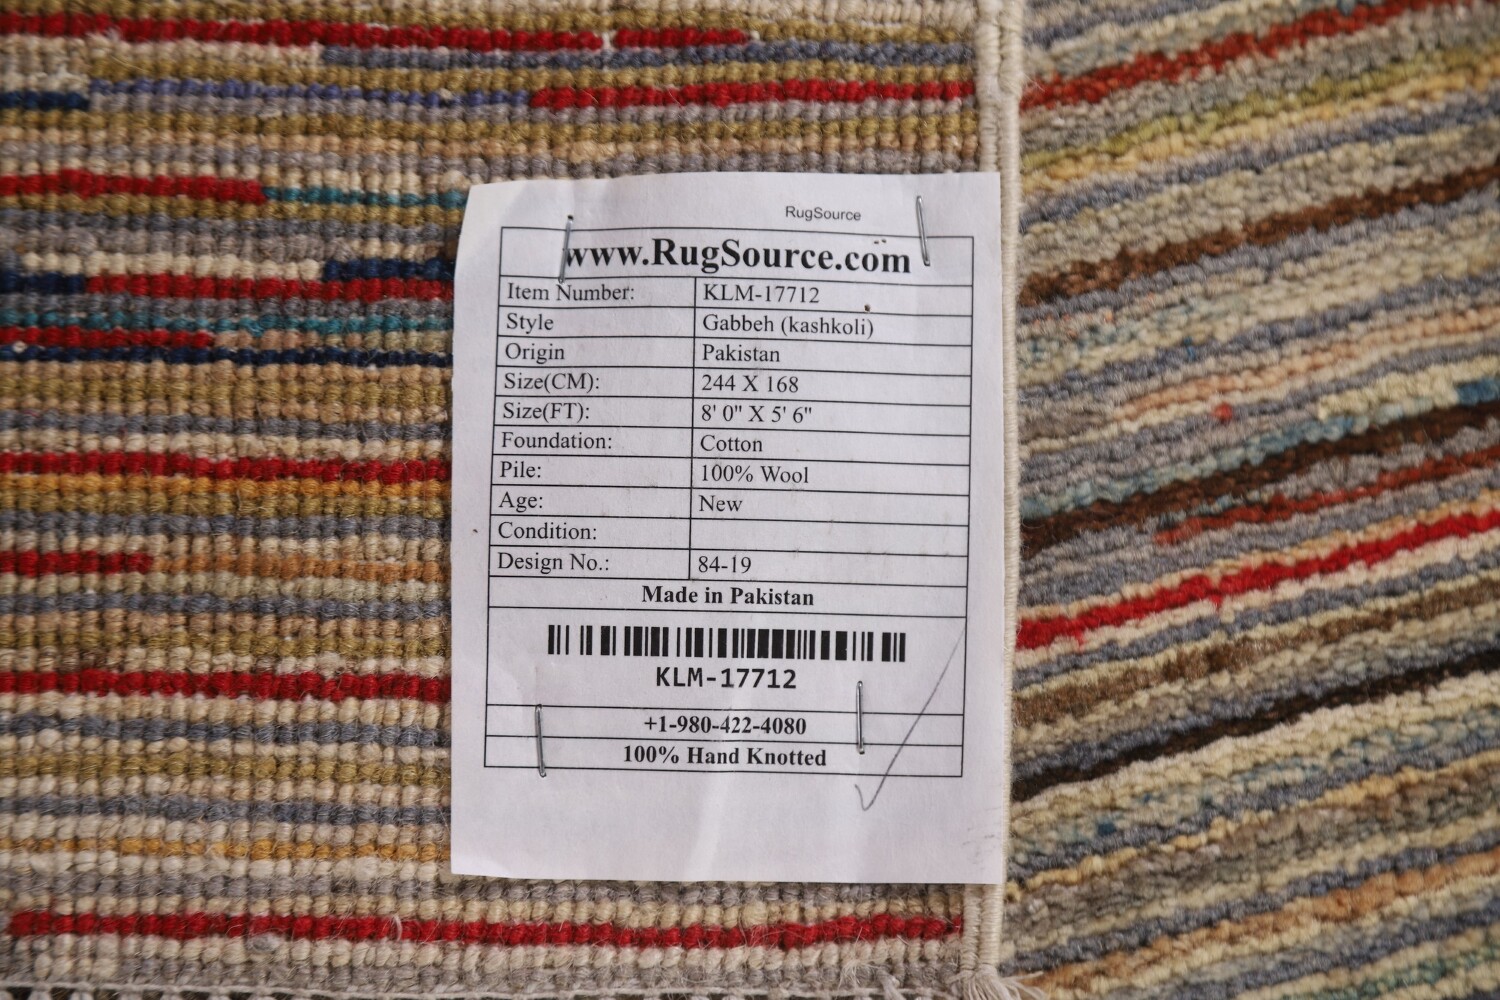 RugSource
www.RugSource.com
Item Number: KLM-17712
Style Gabbeh (kashkoli)
Origin Pakistan
Size(CM): 244 X 168
Size(FT): 8' 0" X 5' 6"
Foundation: Cotton
Pile: 100% Wool
Age: New
Condition:
Design No.: 84-19
Made in Pakistan
KLM-17712
+1-980-422-4080
100% Hand Knotted